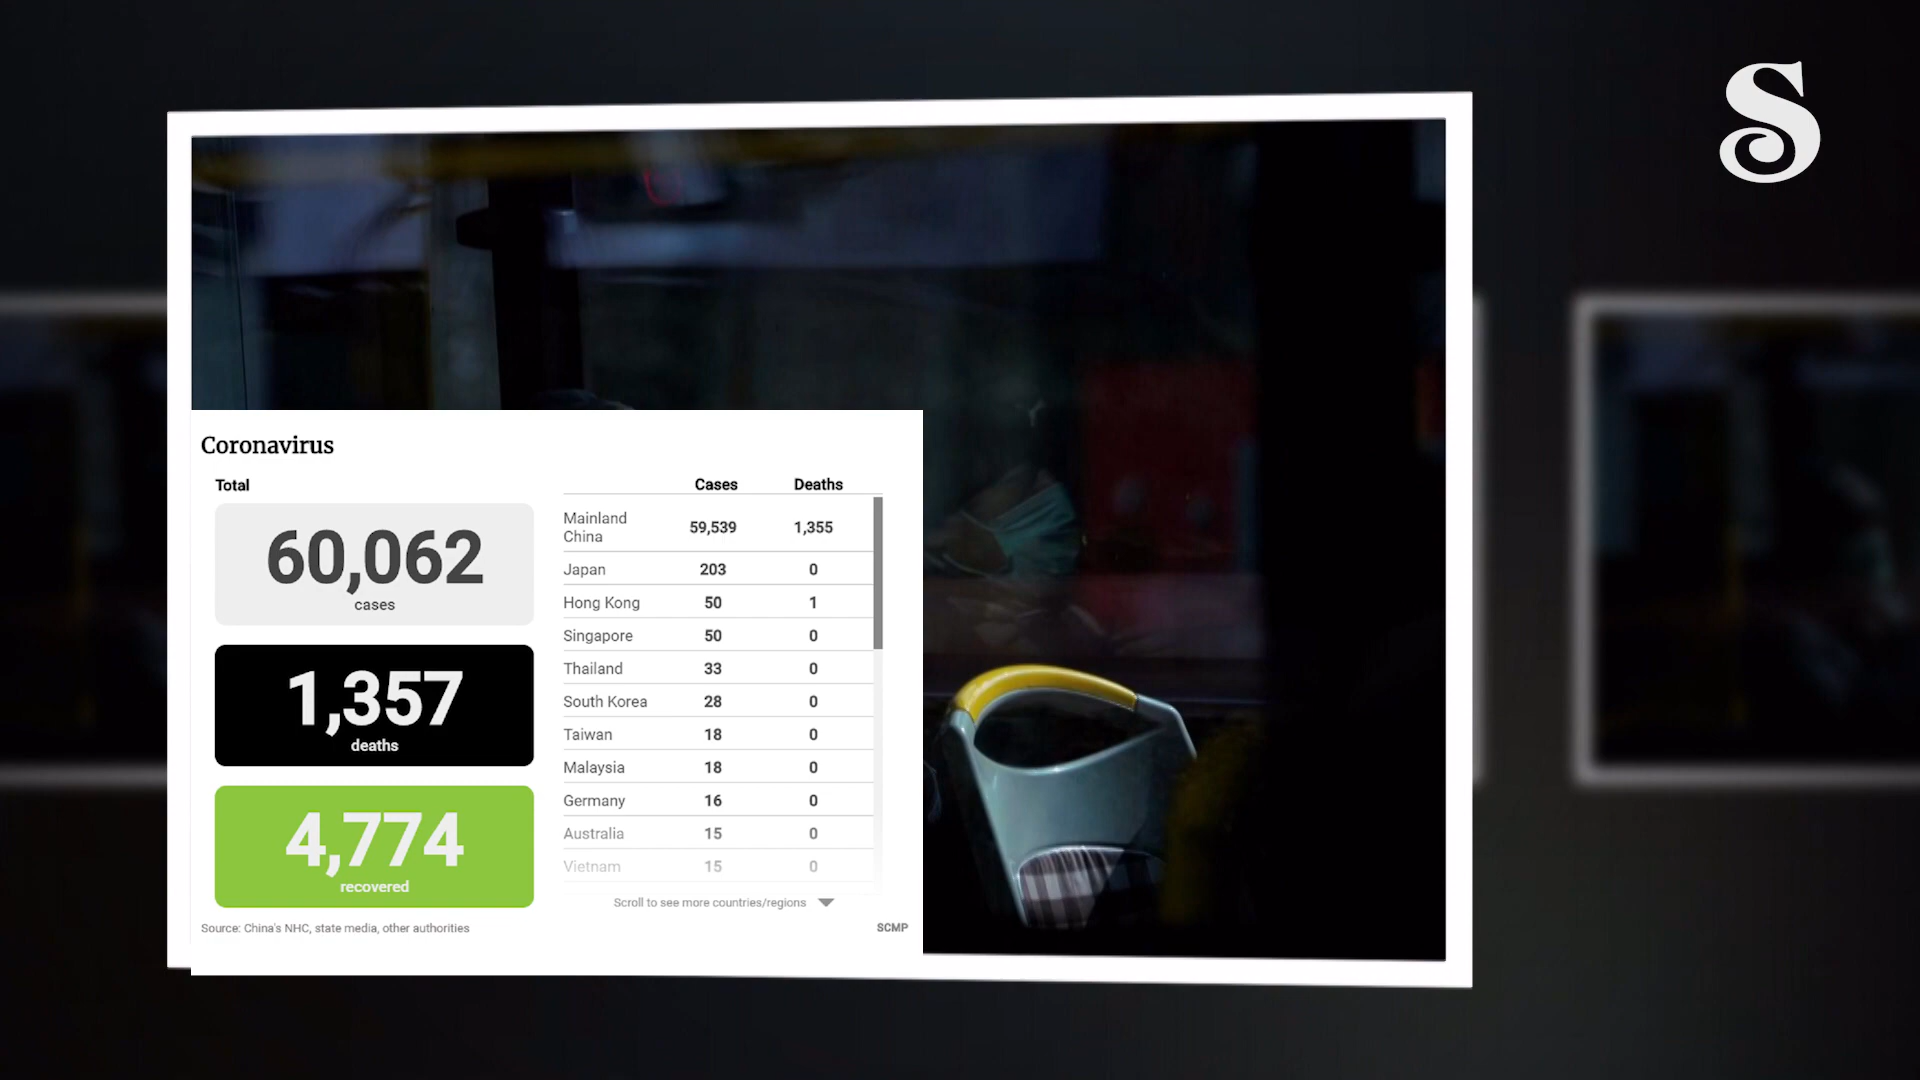 S
Coronavirus
Total
60,062
cases
1,357
deaths
4,774
recovered
Cases Deaths
Mainland China 59,539 1,355
Japan 203 0
Hong Kong 50 1
Singapore 50 0
Thailand 33 0
South Korea 28 0
Taiwan 18 0
Malaysia 18 0
Germany 16 0
Australia 15 0
Vietnam 15 0
Scroll to see more countries/regions
Source: China's NHC, state media, other authorities
SCMP